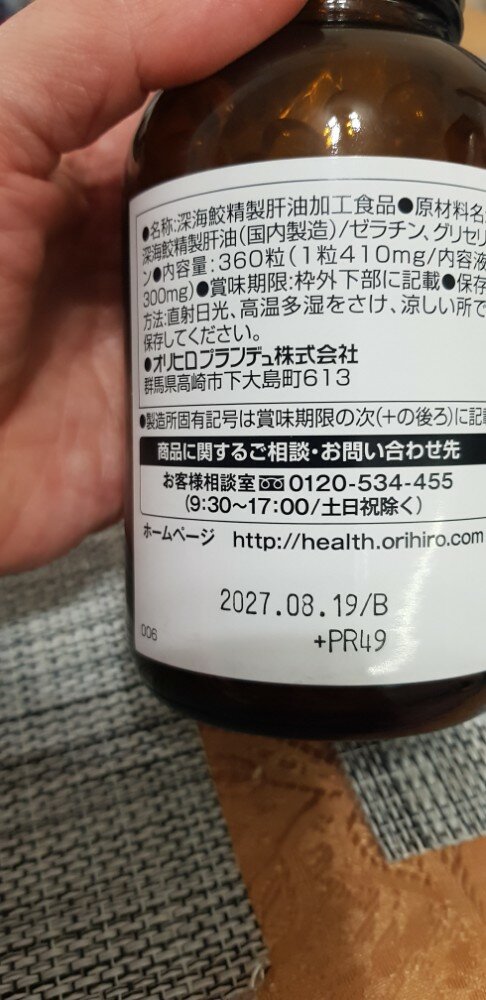 ●名称:深海鮫精製肝油加工食品●原材料名:
深海鮫精製肝油(国内製造)/ゼラチン、グリセリ
ン●内容量:360粒(1粒410mg/内容液
300mg)●賞味期限:枠外下部に記載●保存
方法:直射日光、高温多湿をさけ、涼しい所で
保存してください。
●オリヒロプランデュ株式会社
群馬県高崎市下大島町613
●製造所固有記号は賞味期限の次(+の後ろ)に記載
商品に関するご相談・お問い合わせ先
お客様相談室 0120-534-455
(9:30〜17:00/土日祝除く)
ホームページ http://health.orihiro.com
2027.08.19/B
+PR49
006